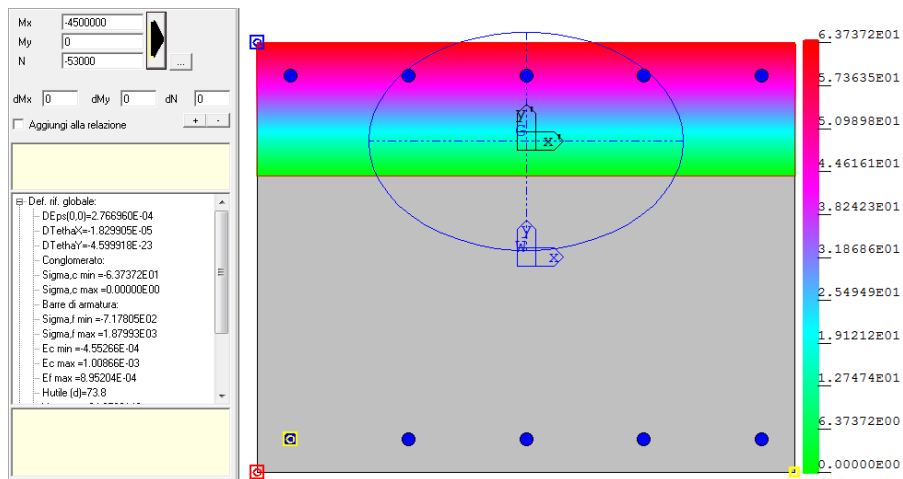 Mx -4500000
My 0
N -53000
...
dMx 0 dMy 0 dN 0
Aggiungi alla relazione + -
Def. rif. globale:
DEps(0,0)=2.766960E-04
DTethaX=-1.829905E-05
DTethaY=-4.599918E-23
Conglomerato:
Sigma,c min =-6.37372E01
Sigma,c max =0.00000E00
Barre di armatura:
Sigma,f min =-7.17805E02
Sigma,f max =1.87993E03
Ec min =-4.55266E-04
Ec max =1.00866E-03
Ef max =8.95204E-04
Hutile (d)=73.8
Y
G
X
Y
W
X
6.37372E01
5.73635E01
5.09898E01
4.46161E01
3.82423E01
3.18686E01
2.54949E01
1.91212E01
1.27474E01
6.37372E00
0.00000E00